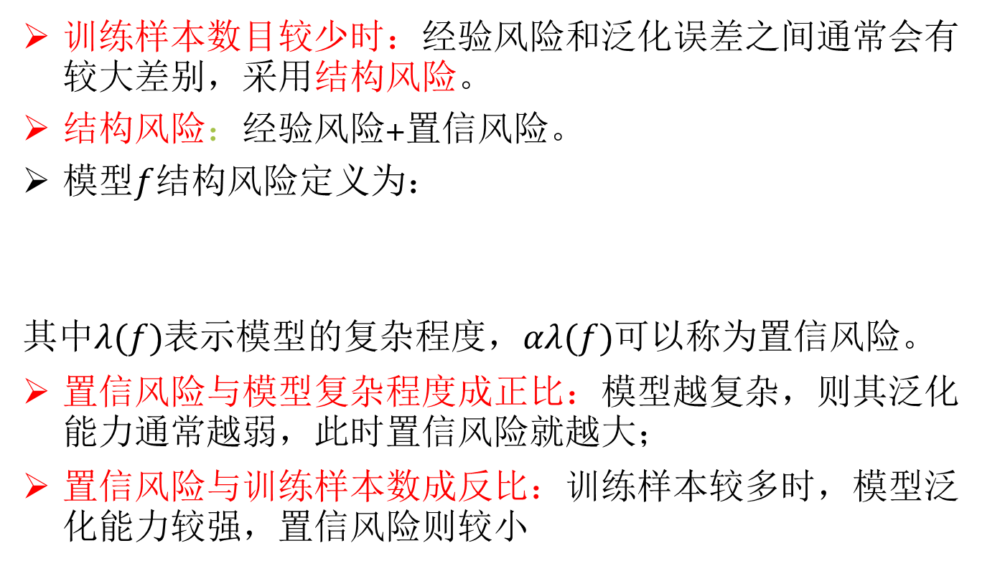 ➢ 训练样本数目较少时：经验风险和泛化误差之间通常会有
较大差别，采用结构风险。
➢ 结构风险：经验风险+置信风险。
➢ 模型𝑓结构风险定义为：
其中𝜆(𝑓)表示模型的复杂程度，𝛼𝜆(𝑓)可以称为置信风险。
➢ 置信风险与模型复杂程度成正比：模型越复杂，则其泛化
能力通常越弱，此时置信风险就越大；
➢ 置信风险与训练样本数成反比：训练样本较多时，模型泛
化能力较强，置信风险则较小